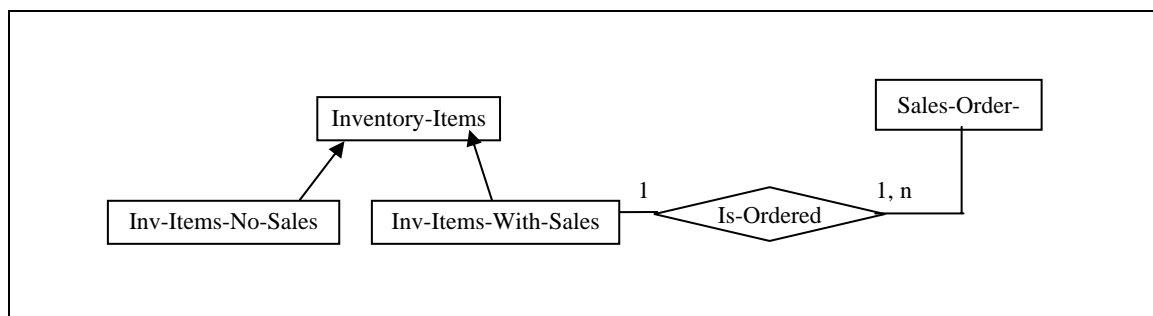 Sales-Order-
Inventory-Items
1
1, n
Inv-Items-No-Sales
Inv-Items-With-Sales
Is-Ordered